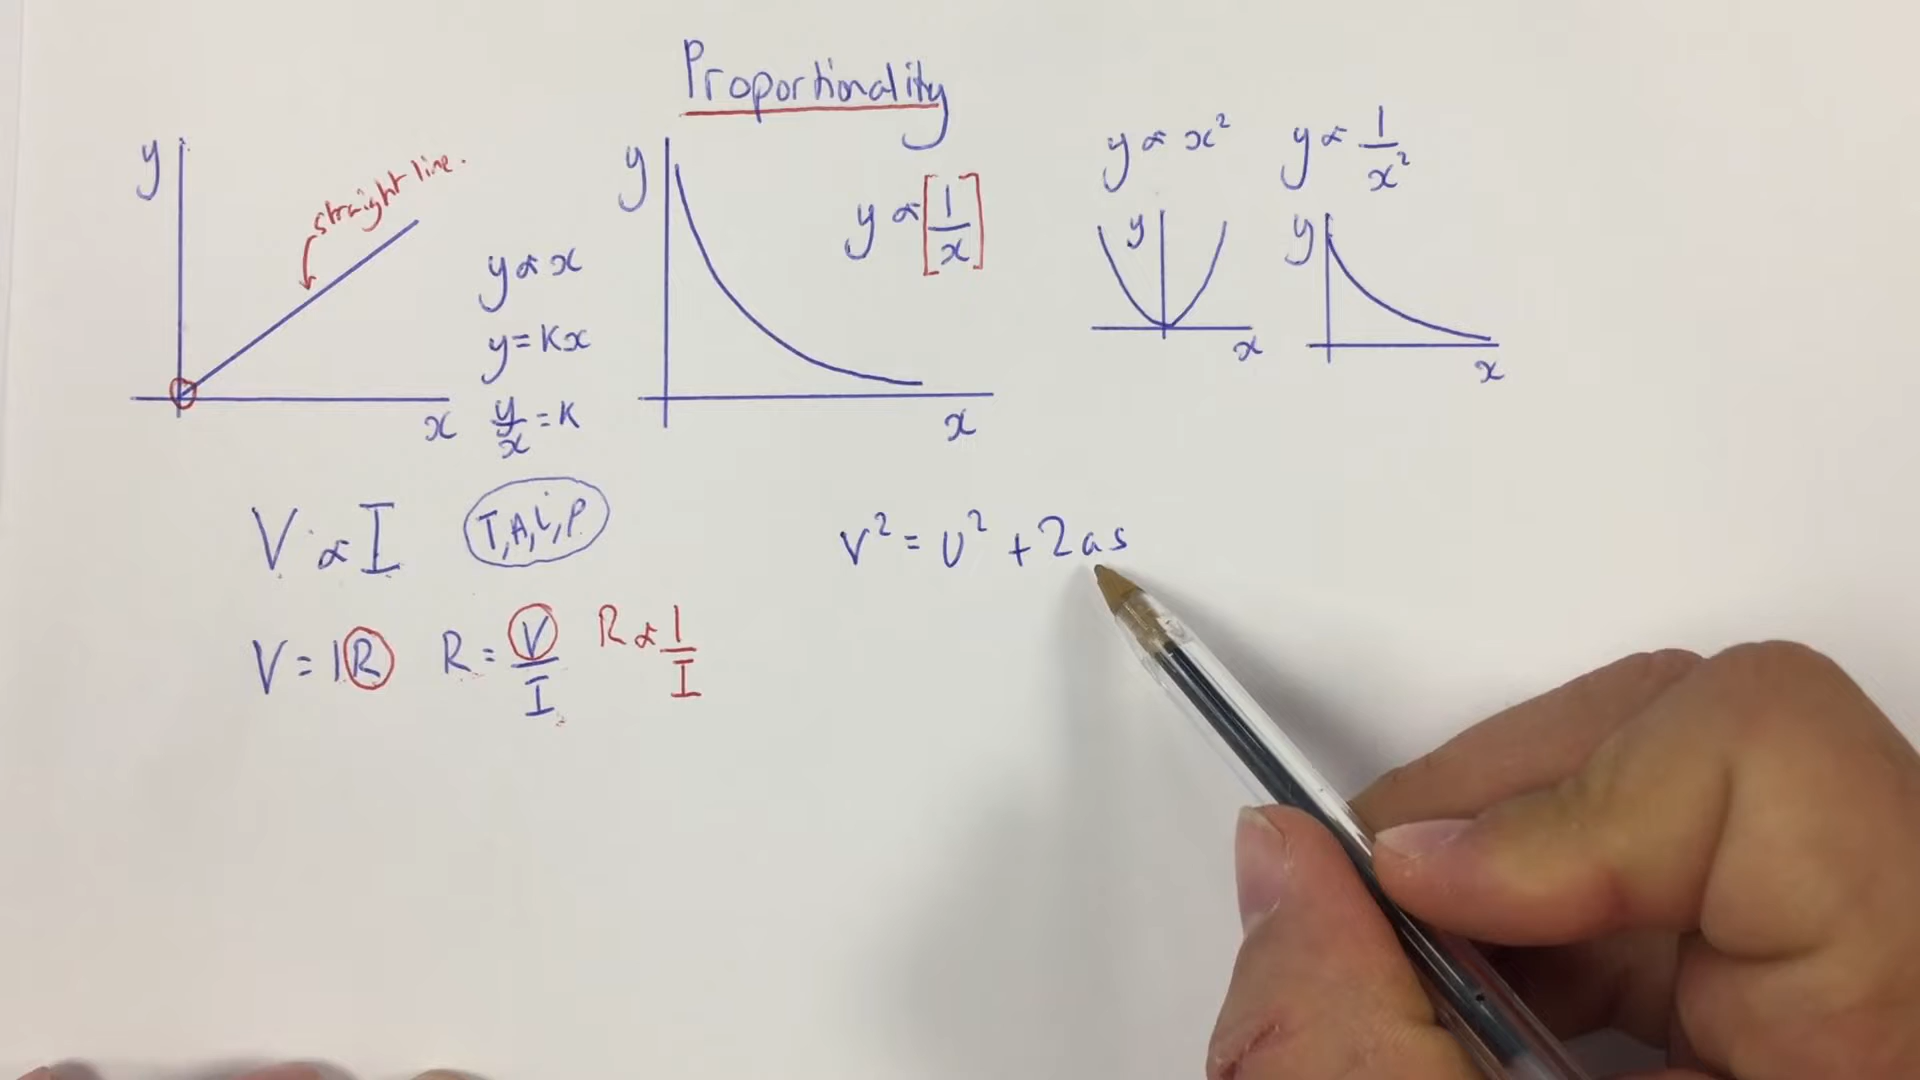 Proportionality
y
straight line.
y ∝ x
y = Kx
y/x = K
x
y
y ∝ [1/x]
x
y ∝ x²
y
x
y ∝ 1/x²
y
x
V ∝ I
T, A, L, ρ
V = IR
R = V/I
R ∝ 1/I
v² = u² + 2as